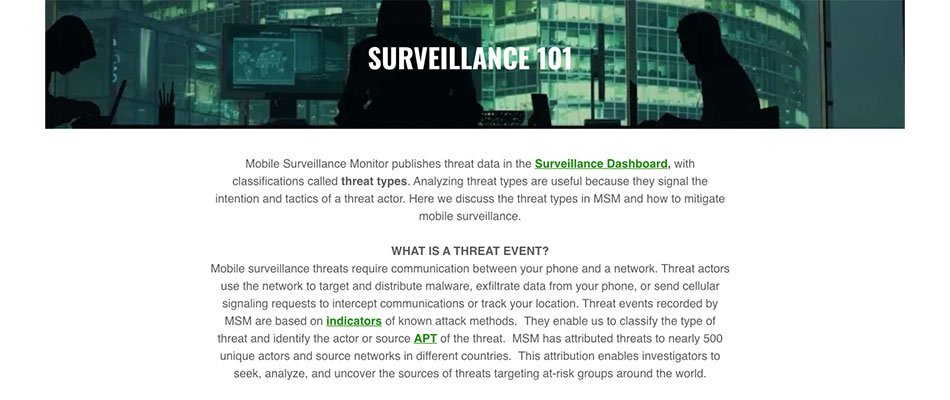 SURVEILLANCE 101
Mobile Surveillance Monitor publishes threat data in the Surveillance Dashboard, with
classifications called threat types. Analyzing threat types are useful because they signal the
intention and tactics of a threat actor. Here we discuss the threat types in MSM and how to mitigate
mobile surveillance.
WHAT IS A THREAT EVENT?
Mobile surveillance threats require communication between your phone and a network. Threat actors
use the network to target and distribute malware, exfiltrate data from your phone, or send cellular
signaling requests to intercept communications or track your location. Threat events recorded by
MSM are based on indicators of known attack methods.  They enable us to classify the type of
threat and identify the actor or source APT of the threat.  MSM has attributed threats to nearly 500
unique actors and source networks in different countries.  This attribution enables investigators to
seek, analyze, and uncover the sources of threats targeting at-risk groups around the world.